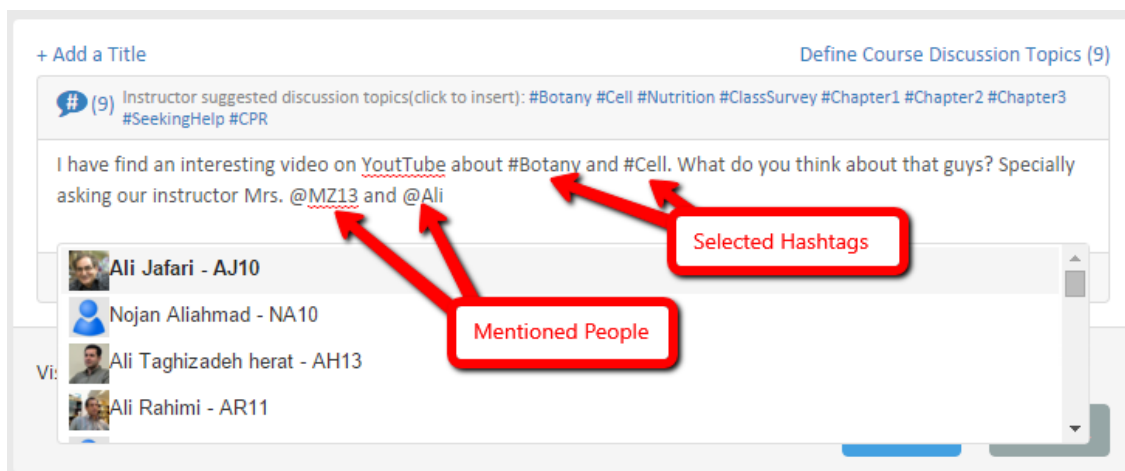 + Add a Title
Define Course Discussion Topics (9)
# (9) Instructor suggested discussion topics(click to insert): #Botany #Cell #Nutrition #ClassSurvey #Chapter1 #Chapter2 #Chapter3
#SeekingHelp #CPR
I have find an interesting video on YoutTube about #Botany and #Cell. What do you think about that guys? Specially
asking our instructor Mrs. @MZ13 and @Ali
Selected Hashtags
Ali Jafari - AJ10
Nojan Aliahmad - NA10
Mentioned People
Ali Taghizadeh herat - AH13
Vis
Ali Rahimi - AR11